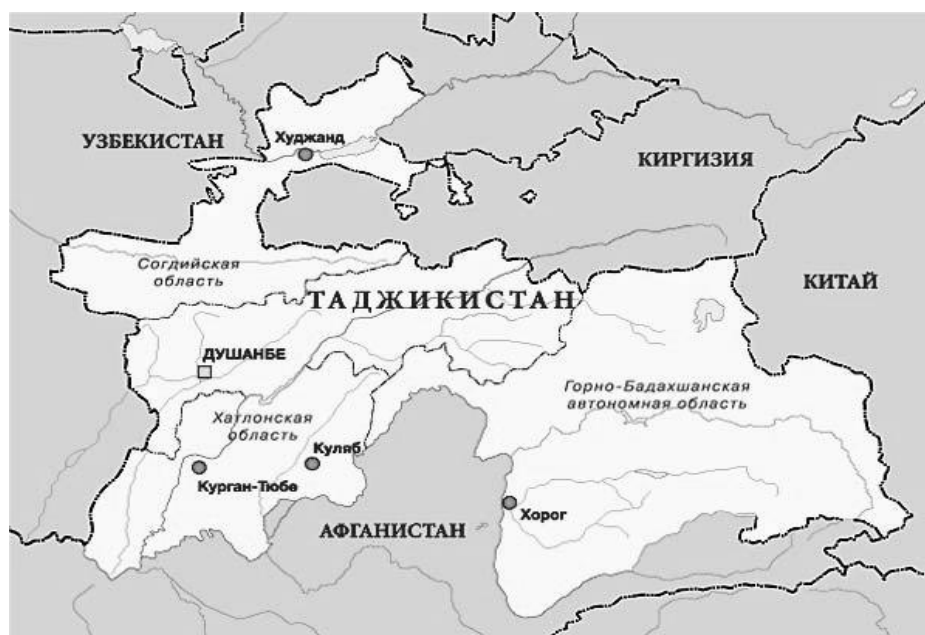 Худжанд
УЗБЕКИСТАН
КИРГИЗИЯ
Согдийская
область
КИТАЙ
ТАДЖИКИСТАН
ДУШАНБЕ
Горно-Бадахшанская
автономная область
Хатлонская
область
Куляб
Курган-Тюбе
Хорог
АФГАНИСТАН